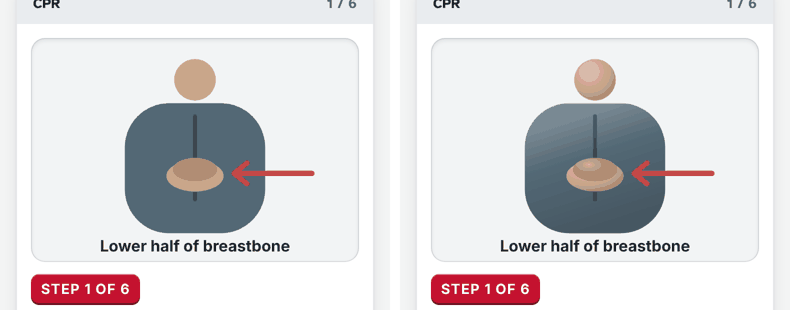 CPR 1 / 6 CPR 1 / 6
Lower half of breastbone Lower half of breastbone
STEP 1 OF 6 STEP 1 OF 6